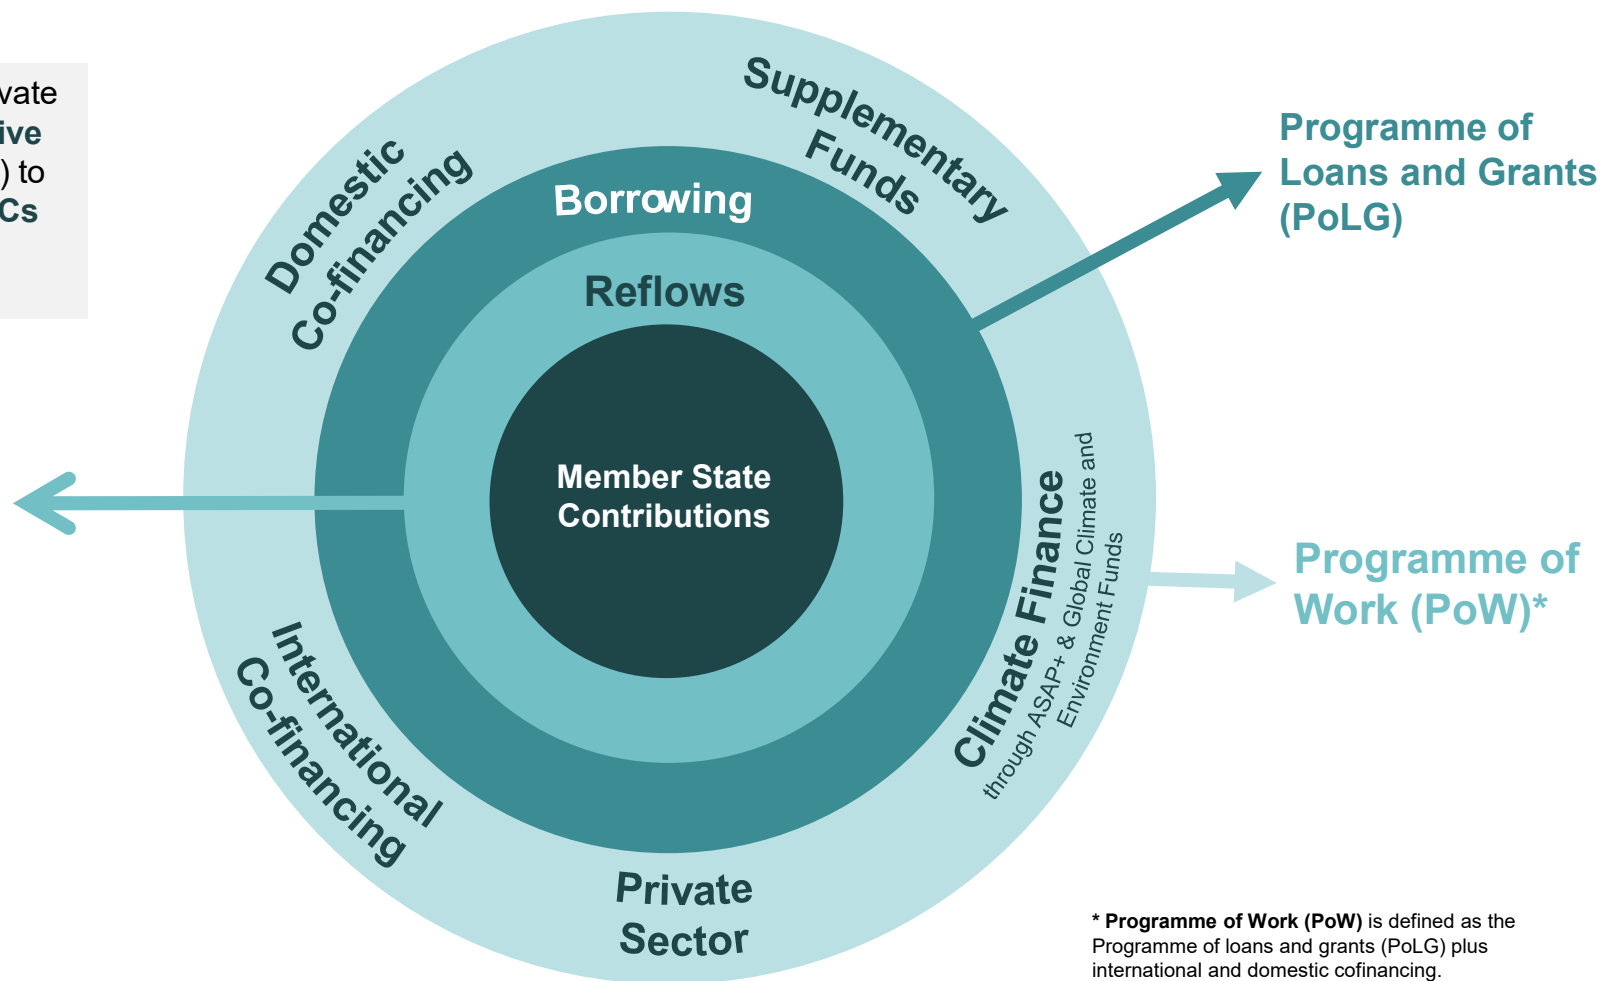 vate
ive
) to
Cs
Domestic
Co-financing
Supplementary
Funds
Borrowing
Reflows
Member State
Contributions
Programme of
Loans and Grants
(PoLG)
Climate Finance
through ASAP+ & Global Climate and
Environment Funds
Programme of
Work (PoW)*
International
Co-financing
Private
Sector
* Programme of Work (PoW) is defined as the
Programme of loans and grants (PoLG) plus
international and domestic cofinancing.